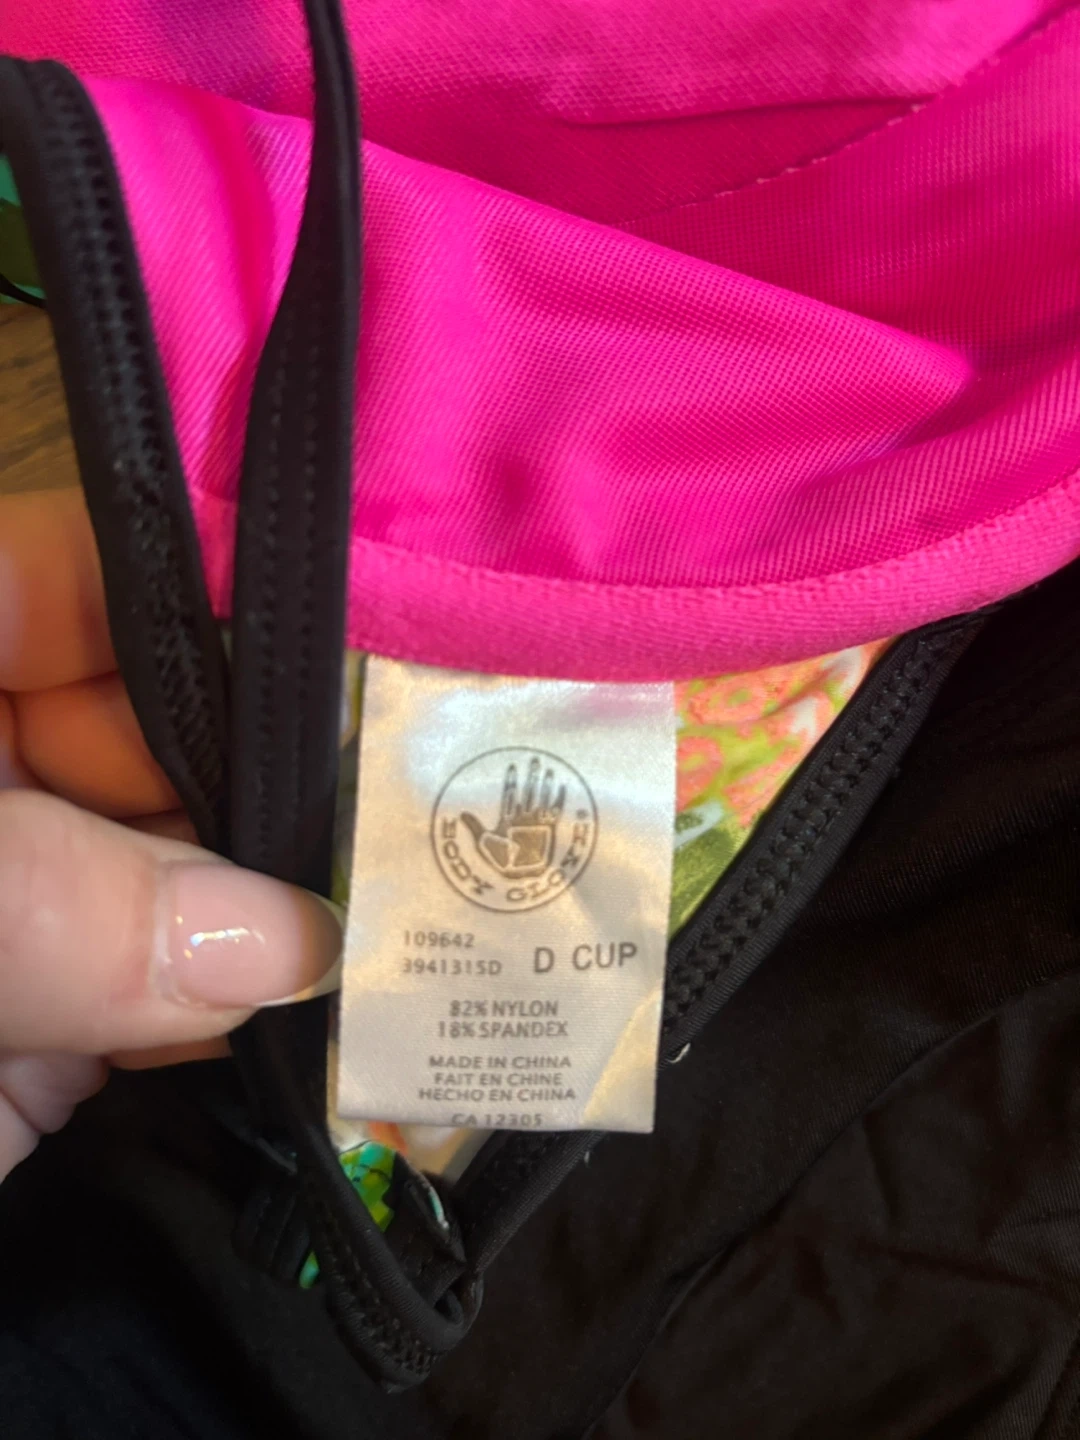 BODY GLOVE®
109642
3941315D D CUP
82% NYLON
18% SPANDEX
MADE IN CHINA
FAIT EN CHINE
HECHO EN CHINA
CA 12305